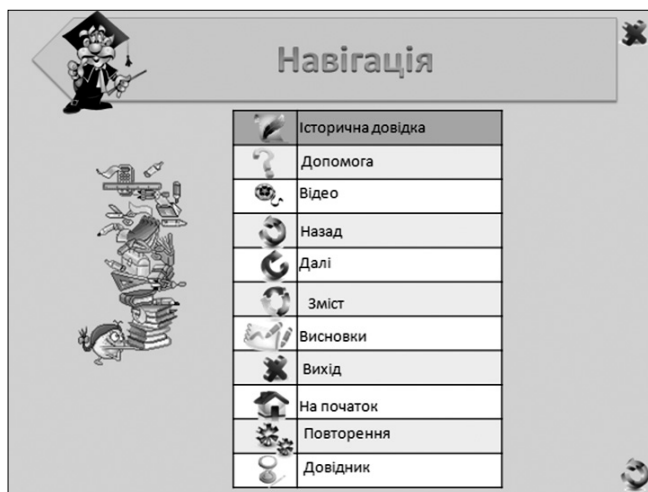 Навігація
Історична довідка
Допомога
Відео
Назад
Далі
Зміст
Висновки
Вихід
На початок
Повторення
Довідник